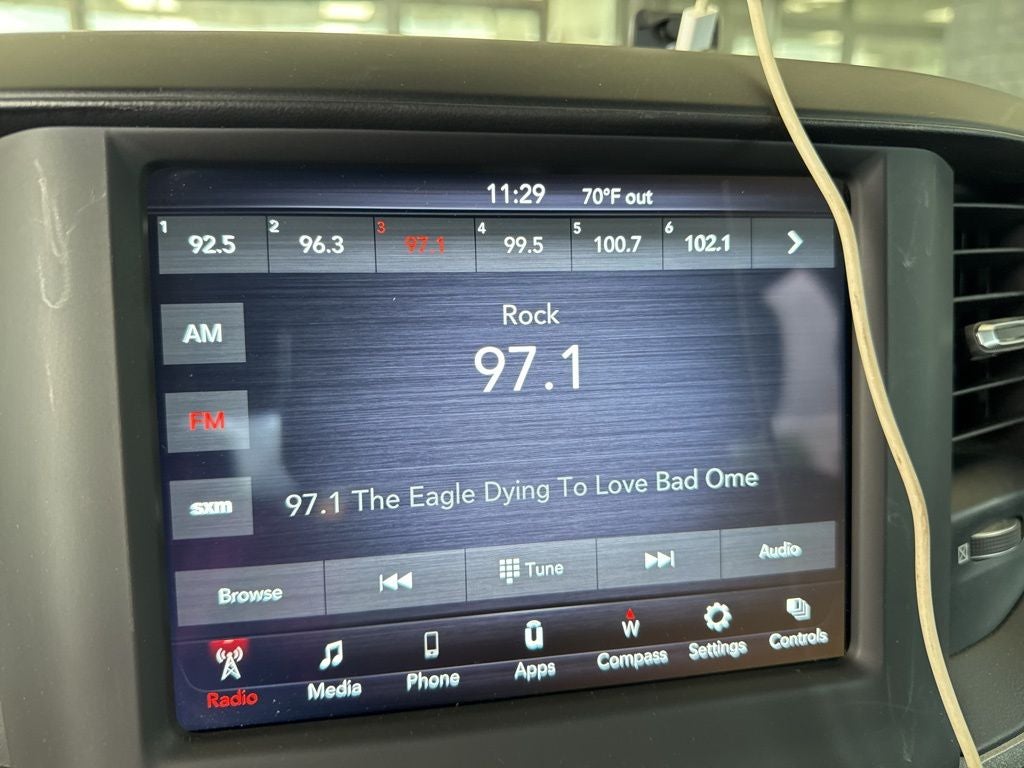 11:29 70°F out
1 92.5 2 96.3 3 97.1 4 99.5 5 100.7 6 102.1
Rock
AM
97.1
FM
97.1 The Eagle Dying To Love Bad Ome
sxm
Browse Tune Audio
W
Radio Media Phone Apps Compass Settings Controls